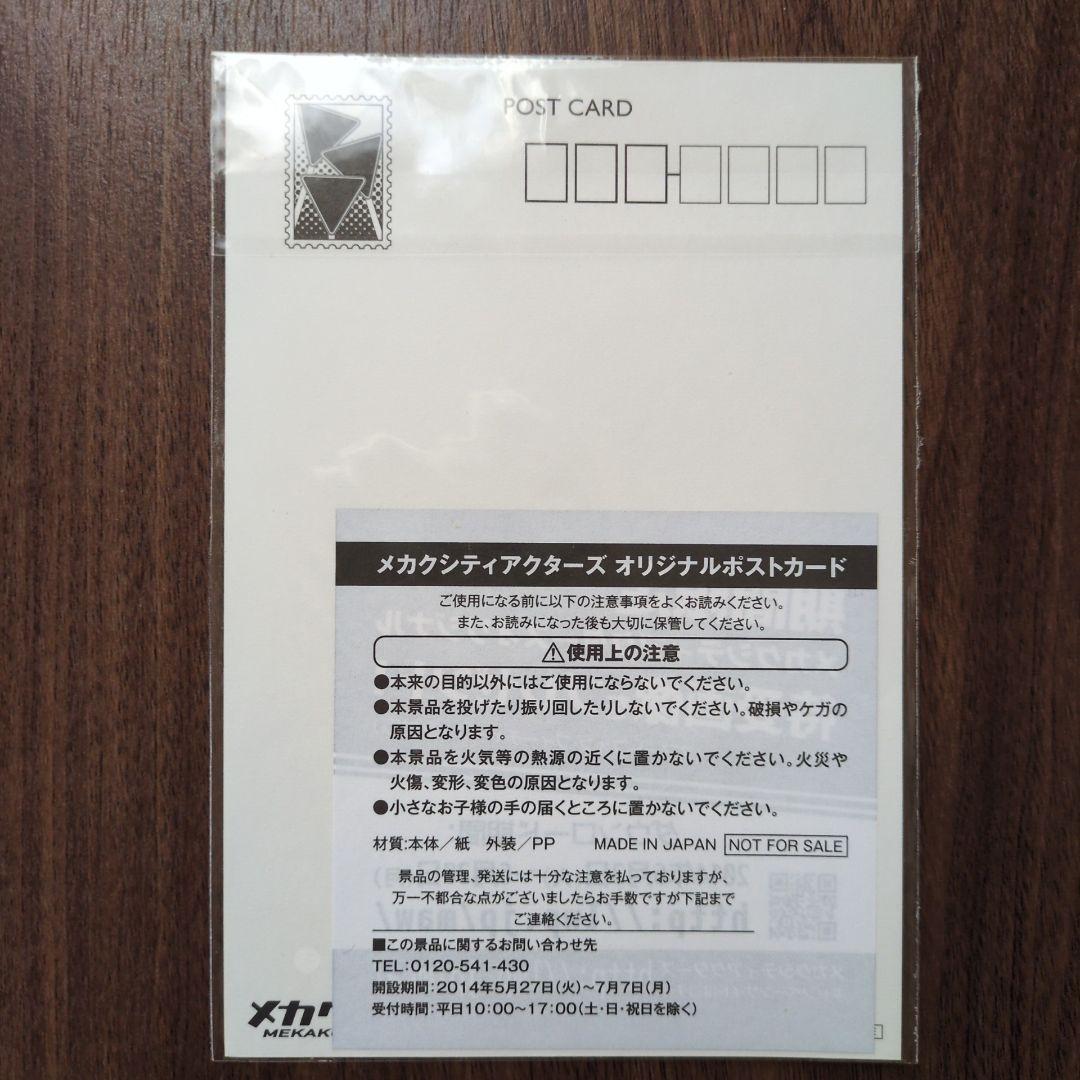 POST CARD
メカクシティアクターズ オリジナルポストカード
ご使用になる前に以下の注意事項をよくお読みください。
また、お読みになった後も大切に保管してください。
⚠使用上の注意
●本来の目的以外にはご使用にならないでください。
●本景品を投げたり振り回したりしないでください。破損やケガの
原因となります。
●本景品を火気等の熱源の近くに置かないでください。火災や
火傷、変形、変色の原因となります。
●小さなお子様の手の届くところに置かないでください。
材質:本体／紙　外装／PP　MADE IN JAPAN NOT FOR SALE
景品の管理、発送には十分な注意を払っておりますが、
万一不都合な点がございましたらお手数ですが下記まで
ご連絡ください。
■この景品に関するお問い合わせ先
TEL:0120-541-430
開設期間:2014年5月27日(火)～7月7日(月)
受付時間:平日10:00～17:00(土・日・祝日を除く)
メカク
MEKAK